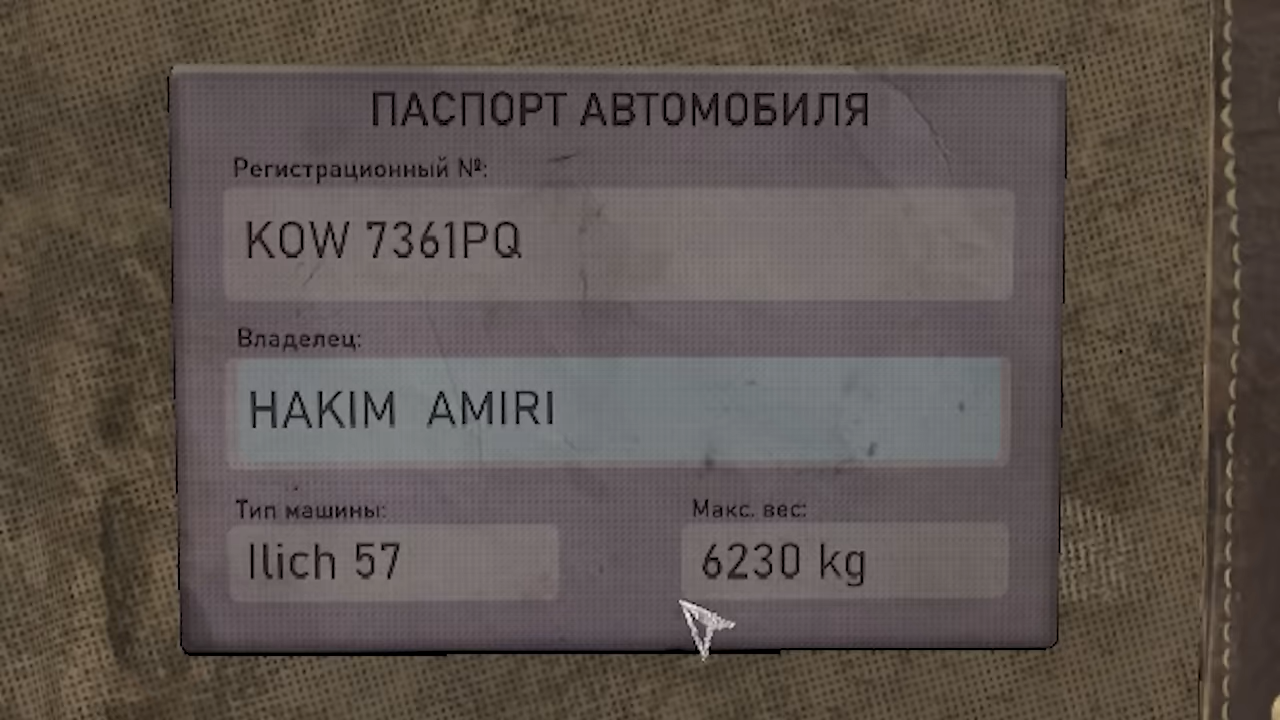 ПАСПОРТ АВТОМОБИЛЯ
Регистрационный №:
KOW 7361PQ
Владелец:
HAKIM AMIRI
Тип машины:
Ilich 57
Макс. вес:
6230 kg